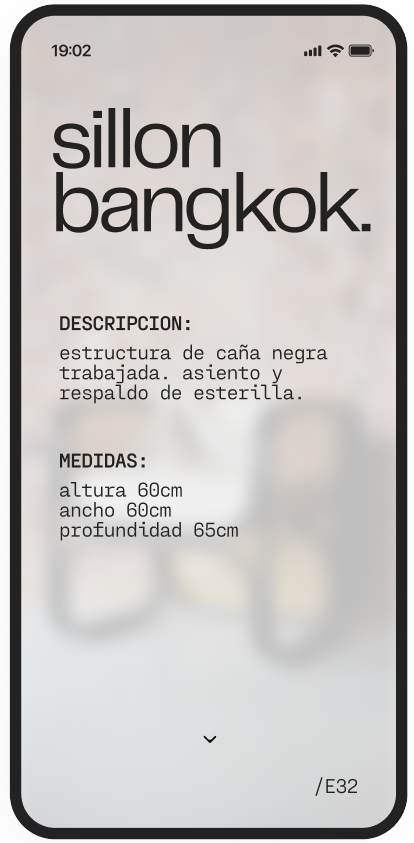 19:02
sillon
bangkok.
DESCRIPCION:
estructura de caña negra
trabajada. asiento y
respaldo de esterilla.
MEDIDAS:
altura 60cm
ancho 60cm
profundidad 65cm
/E32